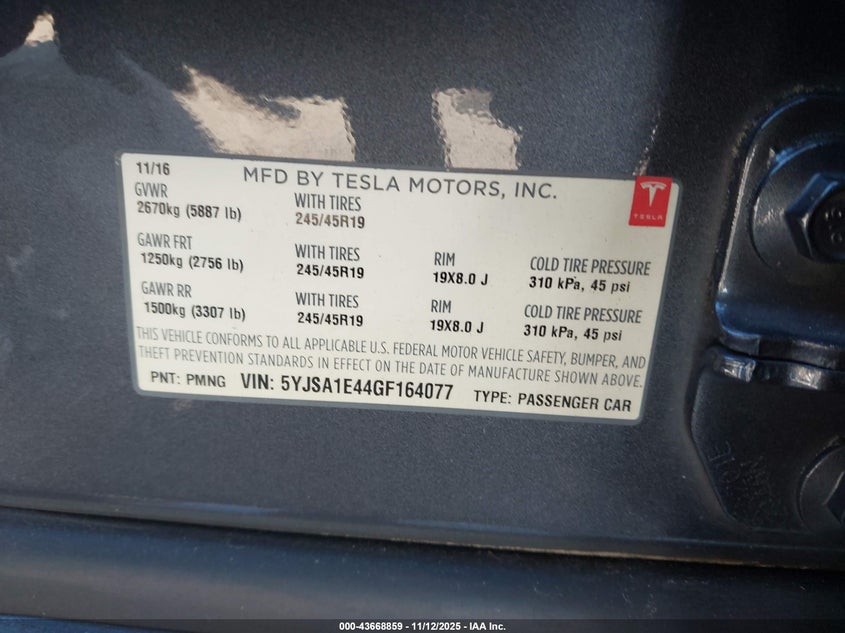 11/16
MFD BY TESLA MOTORS, INC.
GVWR
2670kg (5887 lb)
WITH TIRES
245/45R19
TESLA
GAWR FRT
1250kg (2756 lb)
WITH TIRES
245/45R19
RIM
19X8.0 J
COLD TIRE PRESSURE
310 kPa, 45 psi
GAWR RR
1500kg (3307 lb)
WITH TIRES
245/45R19
RIM
19X8.0 J
COLD TIRE PRESSURE
310 kPa, 45 psi
THIS VEHICLE CONFORMS TO ALL APPLICABLE U.S. FEDERAL MOTOR VEHICLE SAFETY, BUMPER, AND
THEFT PREVENTION STANDARDS IN EFFECT ON THE DATE OF MANUFACTURE SHOWN ABOVE.
PNT: PMNG VIN: 5YJSA1E44GF164077 TYPE: PASSENGER CAR
000-43668859 - 11/12/2025 - IAA Inc.